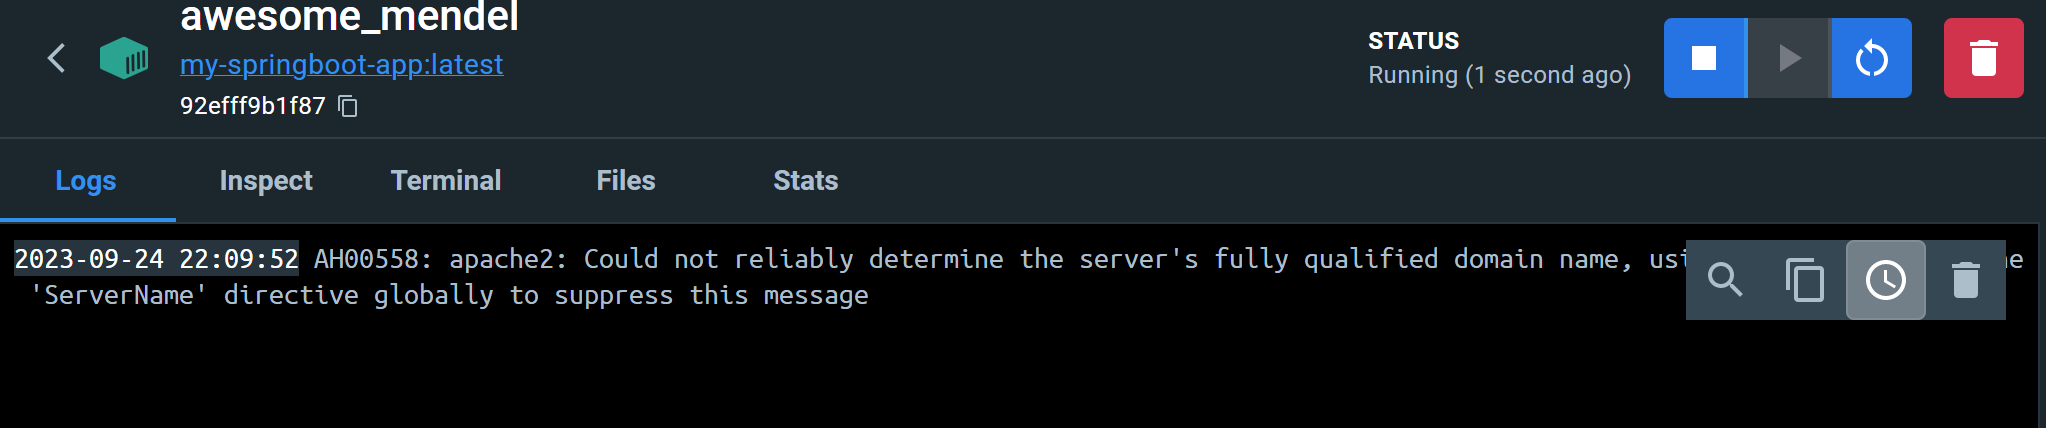 awesome_mendel
my-springboot-app:latest
92efff9b1f87
STATUS
Running (1 second ago)
Logs Inspect Terminal Files Stats
2023-09-24 22:09:52 AH00558: apache2: Could not reliably determine the server's fully qualified domain name,
'ServerName' directive globally to suppress this message